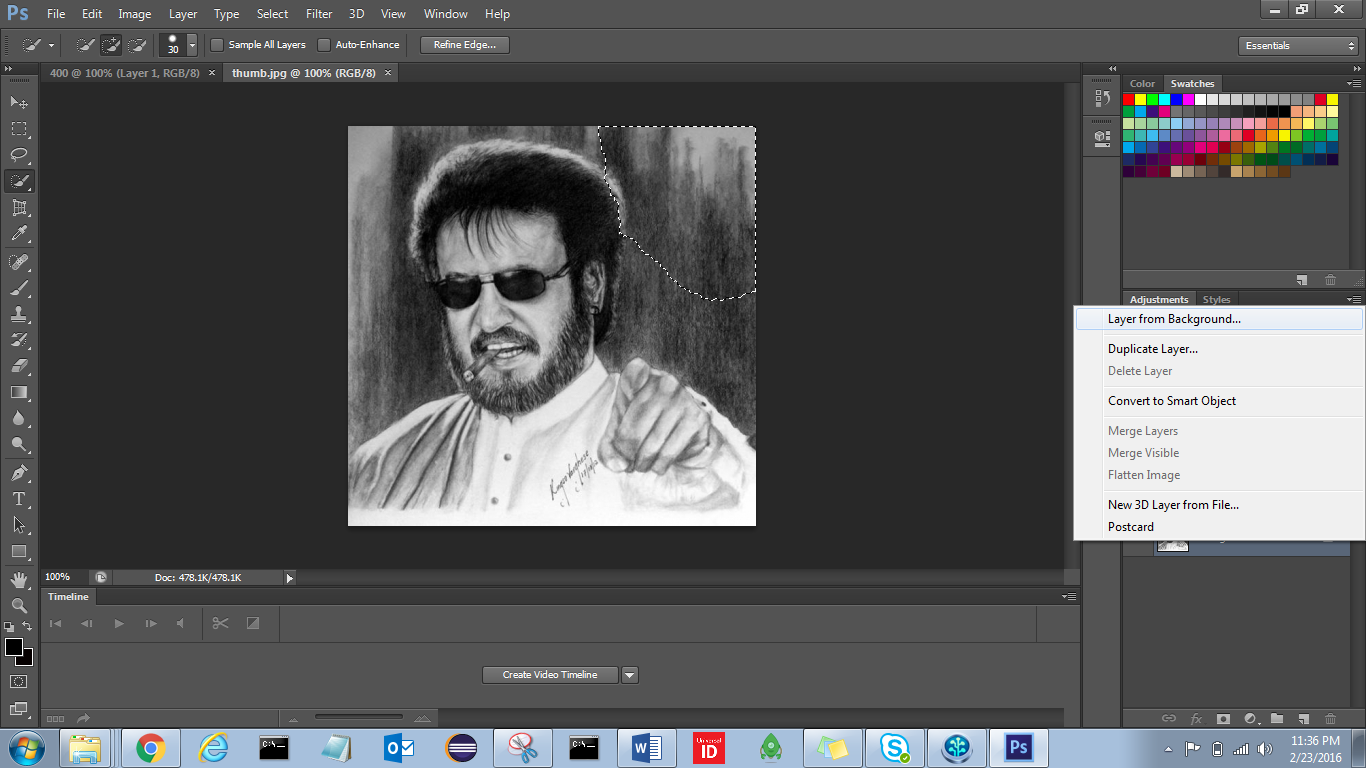 Ps File Edit Image Layer Type Select Filter 3D View Window Help
30 Sample All Layers Auto-Enhance Refine Edge... Essentials
400 @ 100% (Layer 1, RGB/8) × thumb.jpg @ 100% (RGB/8) ×
Color Swatches
Adjustments Styles
Layer from Background...
Duplicate Layer...
Delete Layer
Convert to Smart Object
Merge Layers
Merge Visible
Flatten Image
New 3D Layer from File...
Postcard
100% Doc: 478.1K/478.1K
Timeline
Create Video Timeline
fx
C:\
C:\
Universal
ID
Ps
11:36 PM
2/23/2016